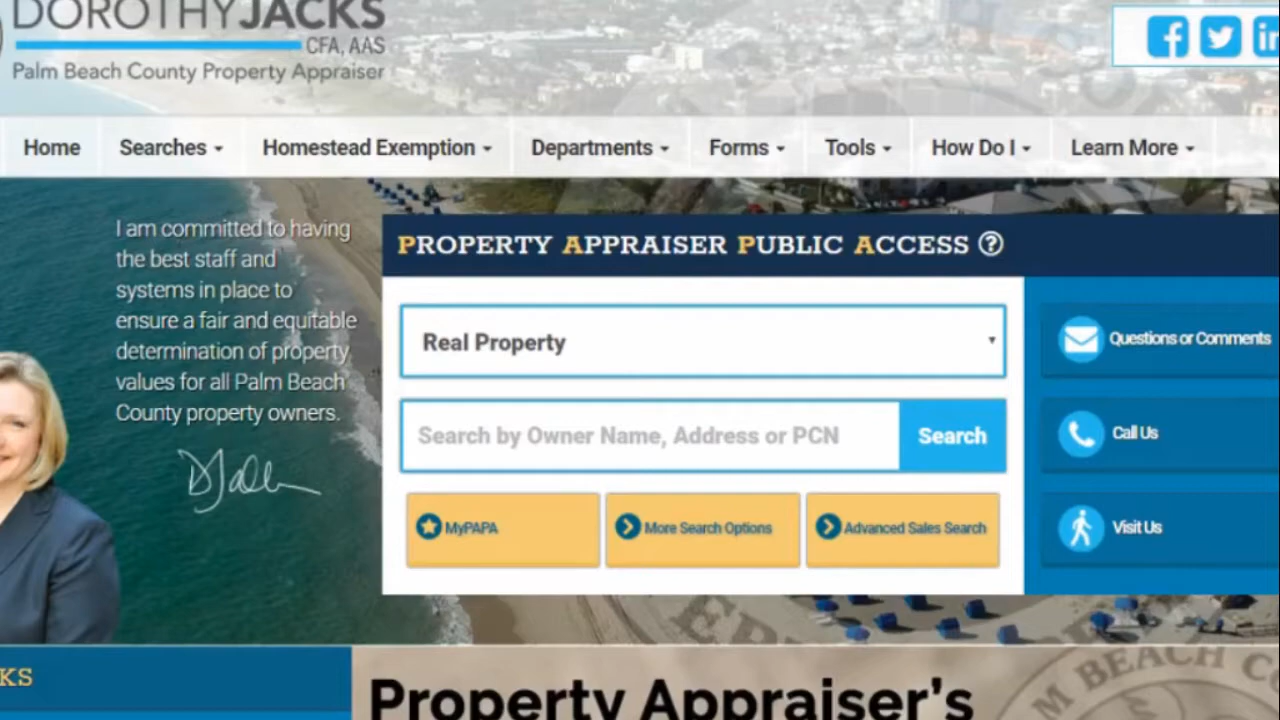 DOROTHYJACKS
CFA, AAS
Palm Beach County Property Appraiser
Home Searches Homestead Exemption Departments Forms Tools How Do I Learn More
I am committed to having
the best staff and
systems in place to
ensure a fair and equitable
determination of property
values for all Palm Beach
County property owners.
PROPERTY APPRAISER PUBLIC ACCESS
Real Property
Search by Owner Name, Address or PCN Search
MyPAPA More Search Options Advanced Sales Search
Questions or Comments
Call Us
Visit Us
KS
Property Appraiser's
M BEACH CO